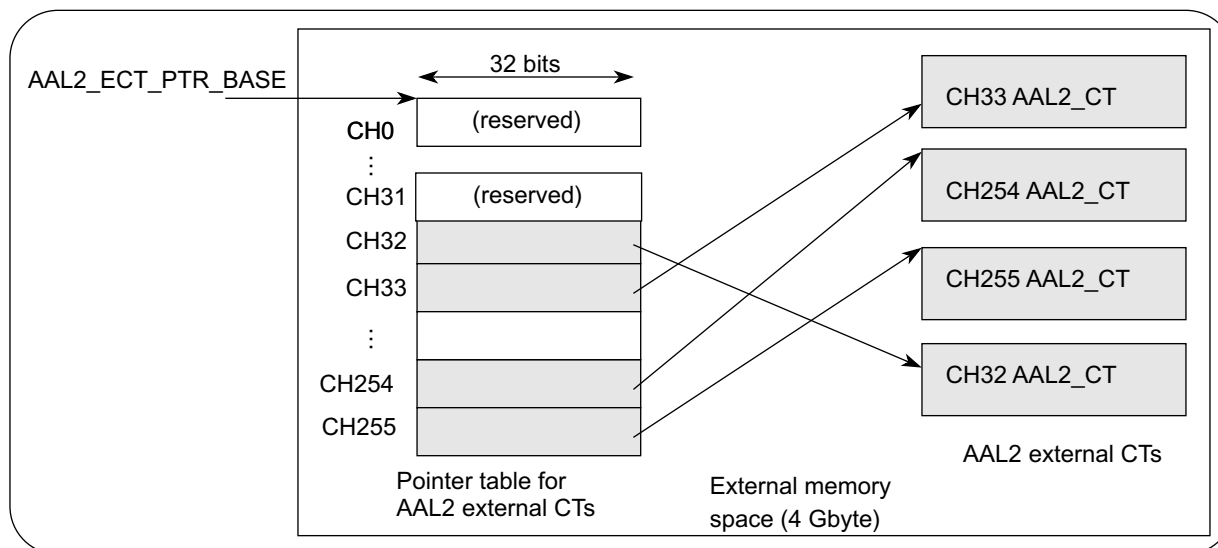 AAL2_ECT_PTR_BASE
32 bits
(reserved)
CH0
⋮
CH31
(reserved)
CH32
CH33
⋮
CH254
CH255
Pointer table for
AAL2 external CTs
External memory
space (4 Gbyte)
CH33 AAL2_CT
CH254 AAL2_CT
CH255 AAL2_CT
CH32 AAL2_CT
AAL2 external CTs